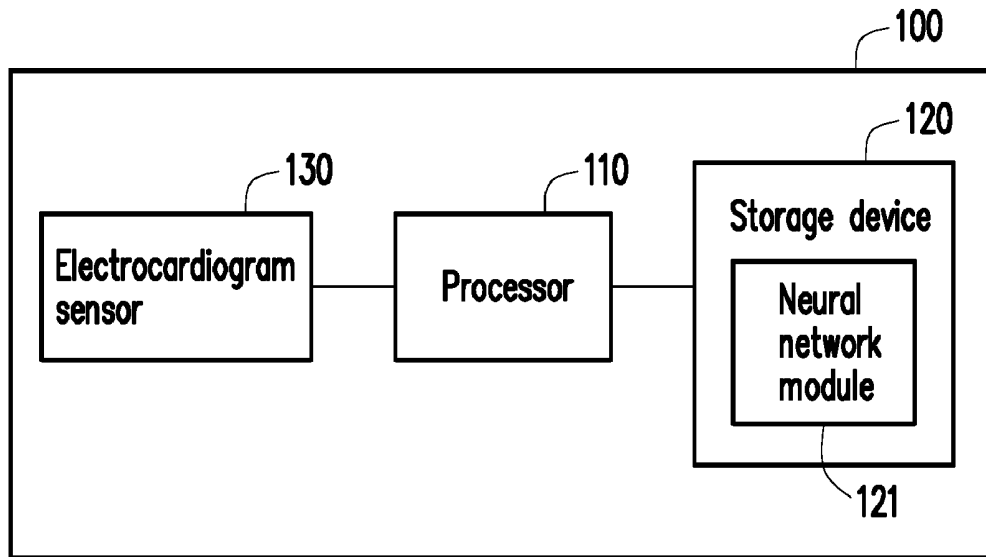 100
130
110
120
Electrocardiogram
sensor
Processor
Storage device
Neural
network
module
121